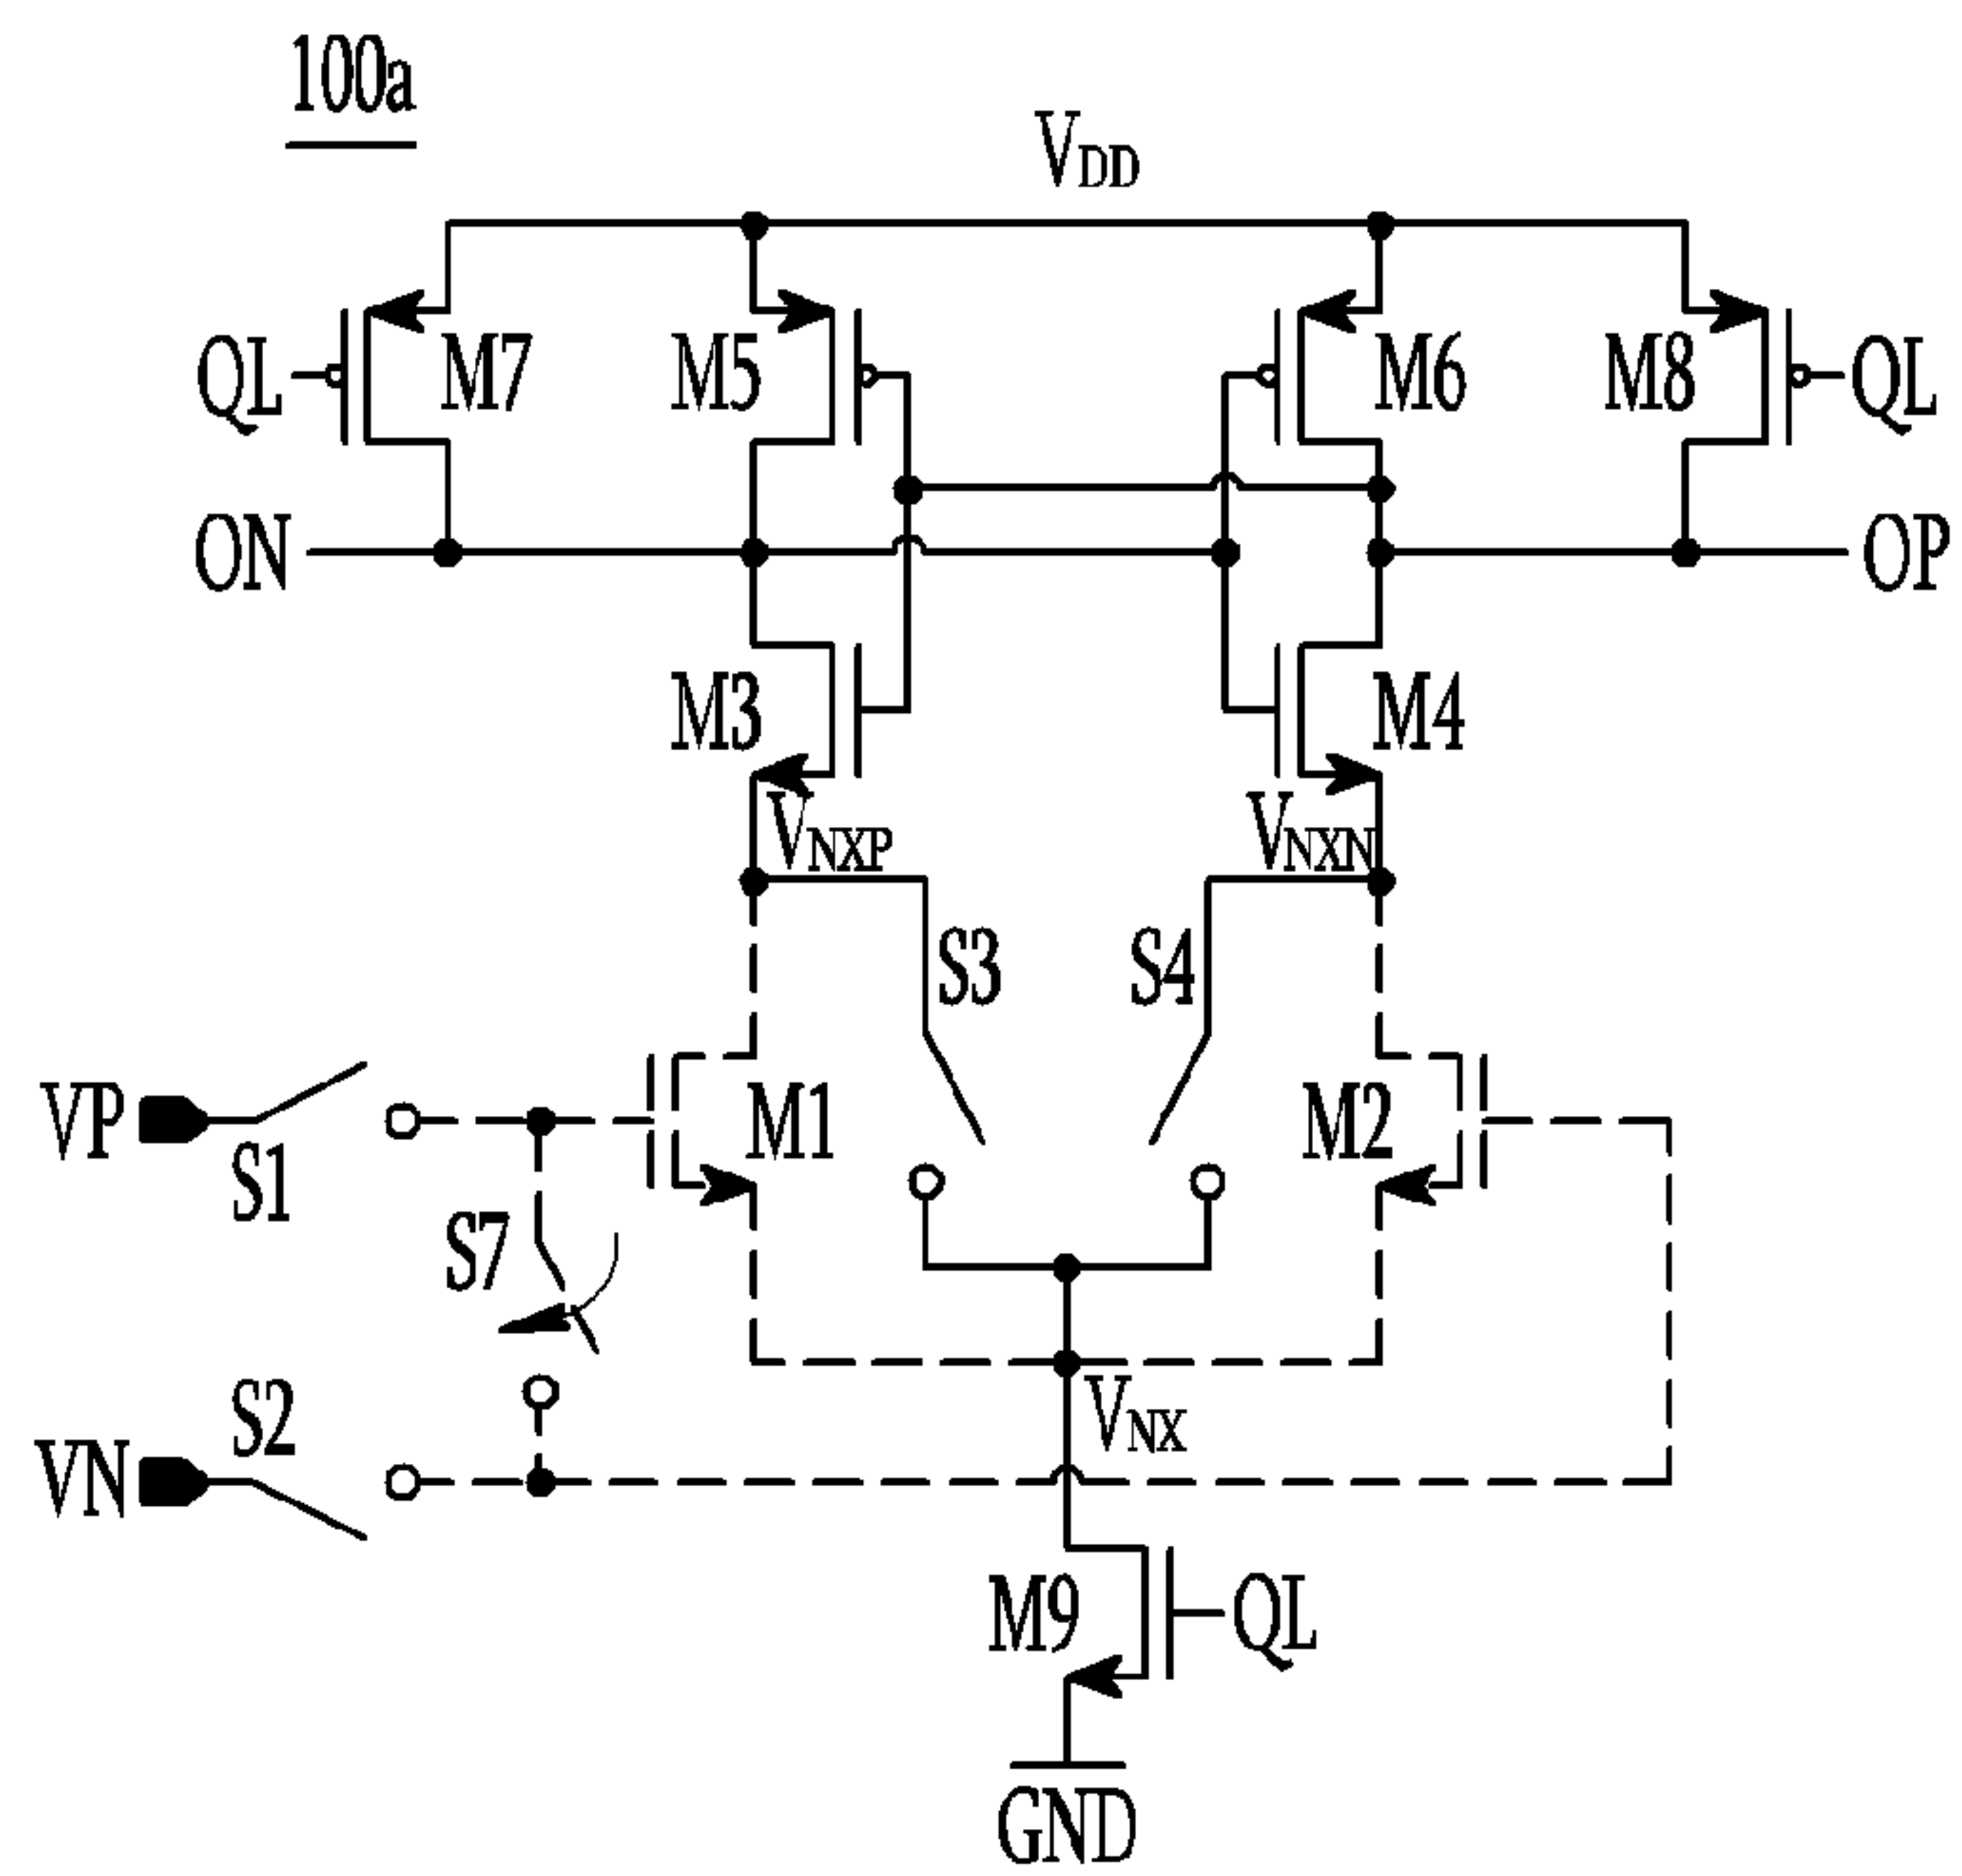 100a
VDD
QL M7 M5 M6 M8 QL
ON OP
M3 M4
VNXP VNXN
S3 S4
VP M1 M2
S1
S7
S2 VNX
VN
M9 QL
GND